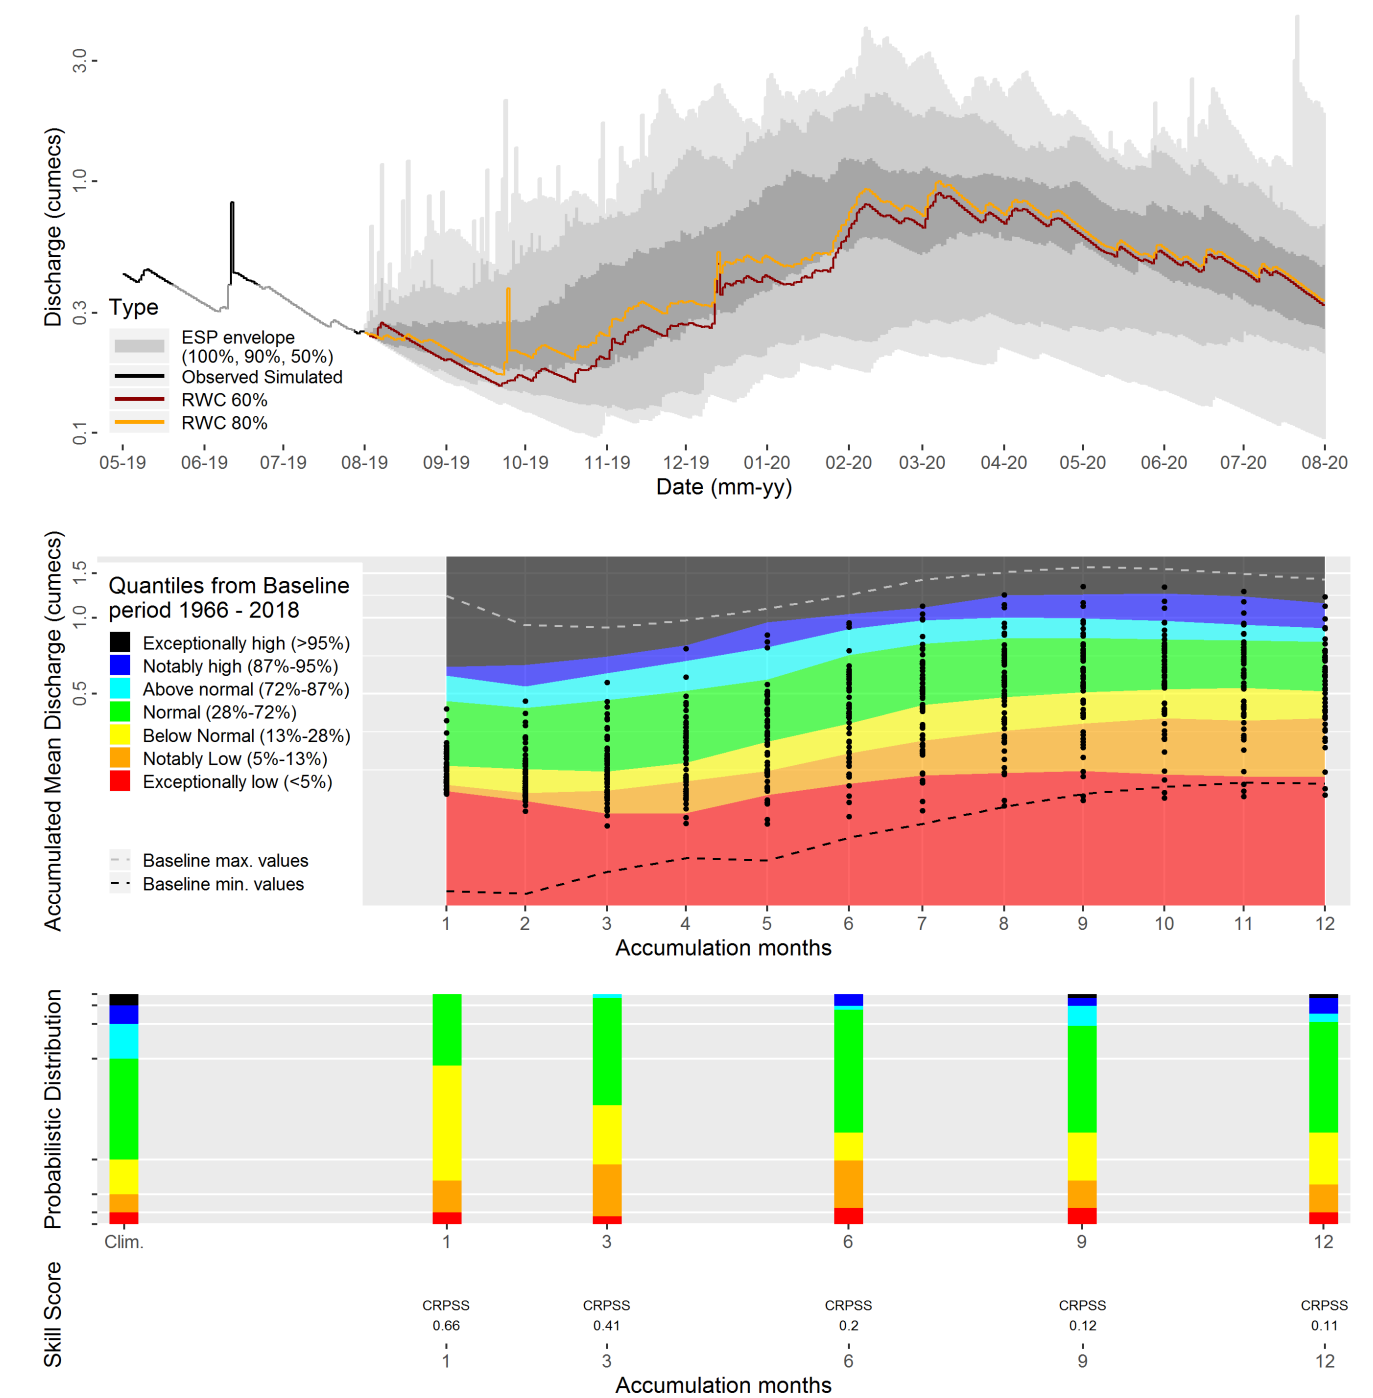 3.0
1.0
0.3
0.1
Discharge (cumecs)
Type
ESP envelope
(100%, 90%, 50%)
Observed Simulated
RWC 60%
RWC 80%
05-19 06-19 07-19 08-19 09-19 10-19 11-19 12-19 01-20 02-20 03-20 04-20 05-20 06-20 07-20 08-20
Date (mm-yy)
Accumulated Mean Discharge (cumecs)
1.5
1.0
0.5
Quantiles from Baseline
period 1966 - 2018
Exceptionally high (>95%)
Notably high (87%-95%)
Above normal (72%-87%)
Normal (28%-72%)
Below Normal (13%-28%)
Notably Low (5%-13%)
Exceptionally low (<5%)
Baseline max. values
Baseline min. values
1 2 3 4 5 6 7 8 9 10 11 12
Accumulation months
Probabilistic Distribution
Clim. 1 3 6 9 12
Skill Score
CRPSS CRPSS CRPSS CRPSS CRPSS
0.66 0.41 0.2 0.12 0.11
1 3 6 9 12
Accumulation months